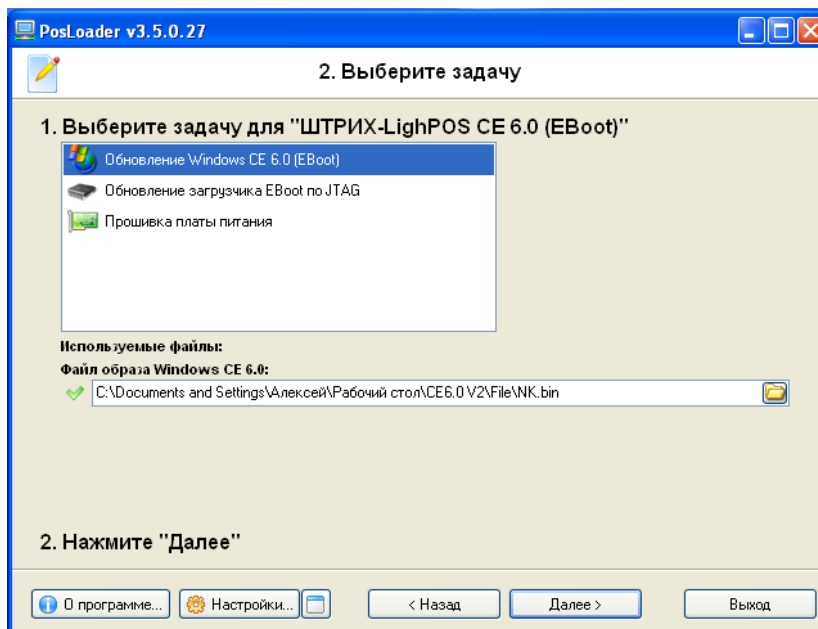 PosLoader v3.5.0.27
2. Выберите задачу
1. Выберите задачу для "ШТРИХ-LighPOS CE 6.0 (EBoot)"
Обновление Windows CE 6.0 (EBoot)
Обновление загрузчика EBoot по JTAG
Прошивка платы питания
Используемые файлы:
Файл образа Windows CE 6.0:
C:\Documents and Settings\Алексей\Рабочий стол\CE6.0 V2\File\NK.bin
2. Нажмите "Далее"
О программе... Настройки... < Назад Далее > Выход